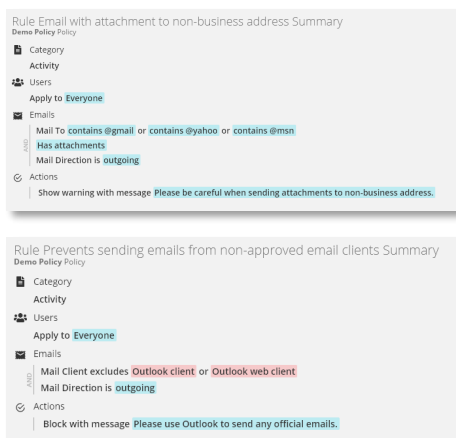 Rule Email with attachment to non-business address Summary
Demo Policy Policy
Category
Activity
Users
Apply to Everyone
Emails
Mail To contains @gmail or contains @yahoo or contains @msn
AND
Has attachments
Mail Direction is outgoing
Actions
Show warning with message Please be careful when sending attachments to non-business address.
Rule Prevents sending emails from non-approved email clients Summary
Demo Policy Policy
Category
Activity
Users
Apply to Everyone
Emails
Mail Client excludes Outlook client or Outlook web client
AND
Mail Direction is outgoing
Actions
Block with message Please use Outlook to send any official emails.